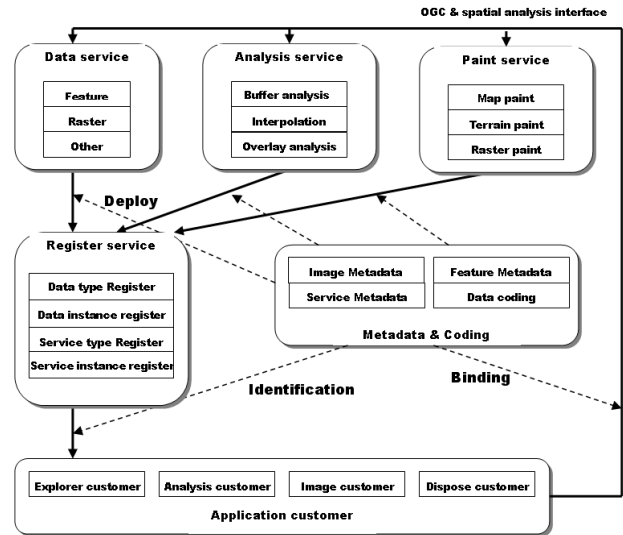 OGC & spatial analysis interface
Data service
Feature
Raster
Other
Analysis service
Buffer analysis
Interpolation
Overlay analysis
Paint service
Map paint
Terrain paint
Raster paint
Deploy
Register service
Data type Register
Data instance register
Service type Register
Service instance register
Image Metadata
Feature Metadata
Service Metadata
Data coding
Metadata & Coding
Identification
Binding
Explorer customer
Analysis customer
Image customer
Dispose customer
Application customer